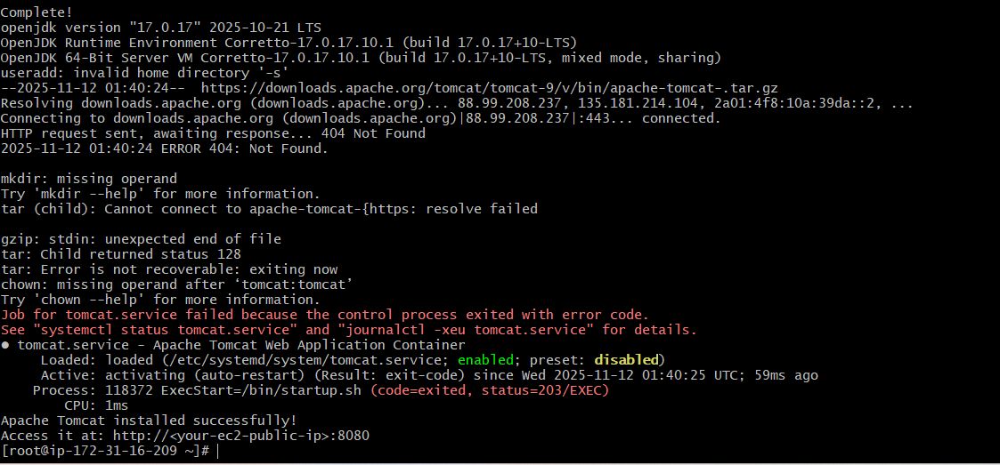 Complete!
openjdk version "17.0.17" 2025-10-21 LTS
OpenJDK Runtime Environment Corretto-17.0.17.10.1 (build 17.0.17+10-LTS)
OpenJDK 64-Bit Server VM Corretto-17.0.17.10.1 (build 17.0.17+10-LTS, mixed mode, sharing)
useradd: invalid home directory '-s'
--2025-11-12 01:40:24--  https://downloads.apache.org/tomcat/tomcat-9/v/bin/apache-tomcat-.tar.gz
Resolving downloads.apache.org (downloads.apache.org)... 88.99.208.237, 135.181.214.104, 2a01:4f8:10a:39da::2, ...
Connecting to downloads.apache.org (downloads.apache.org)|88.99.208.237|:443... connected.
HTTP request sent, awaiting response... 404 Not Found
2025-11-12 01:40:24 ERROR 404: Not Found.
mkdir: missing operand
Try 'mkdir --help' for more information.
tar (child): Cannot connect to apache-tomcat-{https: resolve failed
gzip: stdin: unexpected end of file
tar: Child returned status 128
tar: Error is not recoverable: exiting now
chown: missing operand after ‘tomcat:tomcat’
Try 'chown --help' for more information.
Job for tomcat.service failed because the control process exited with error code.
See "systemctl status tomcat.service" and "journalctl -xeu tomcat.service" for details.
● tomcat.service - Apache Tomcat Web Application Container
     Loaded: loaded (/etc/systemd/system/tomcat.service; enabled; preset: disabled)
     Active: activating (auto-restart) (Result: exit-code) since Wed 2025-11-12 01:40:25 UTC; 59ms ago
    Process: 118372 ExecStart=/bin/startup.sh (code=exited, status=203/EXEC)
        CPU: 1ms
Apache Tomcat installed successfully!
Access it at: http://<your-ec2-public-ip>:8080
[root@ip-172-31-16-209 ~]#